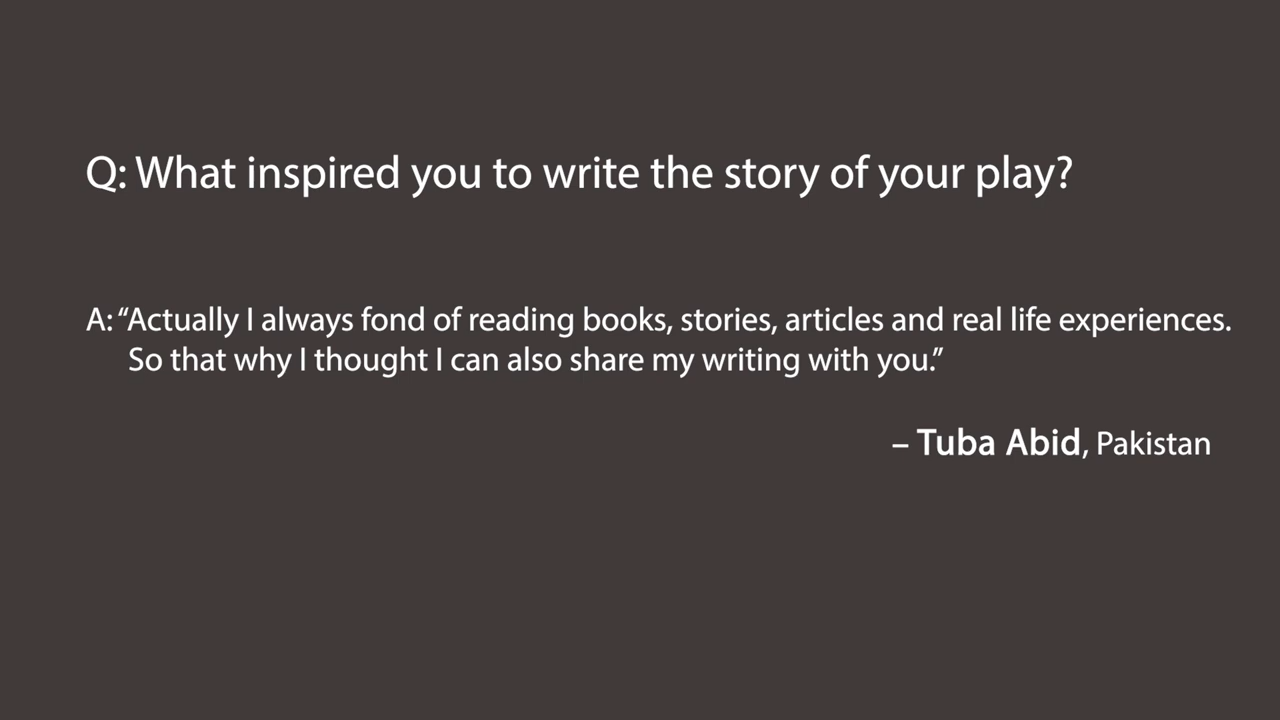 Q: What inspired you to write the story of your play?
A: “Actually I always fond of reading books, stories, articles and real life experiences.
So that why I thought I can also share my writing with you.”
– Tuba Abid, Pakistan